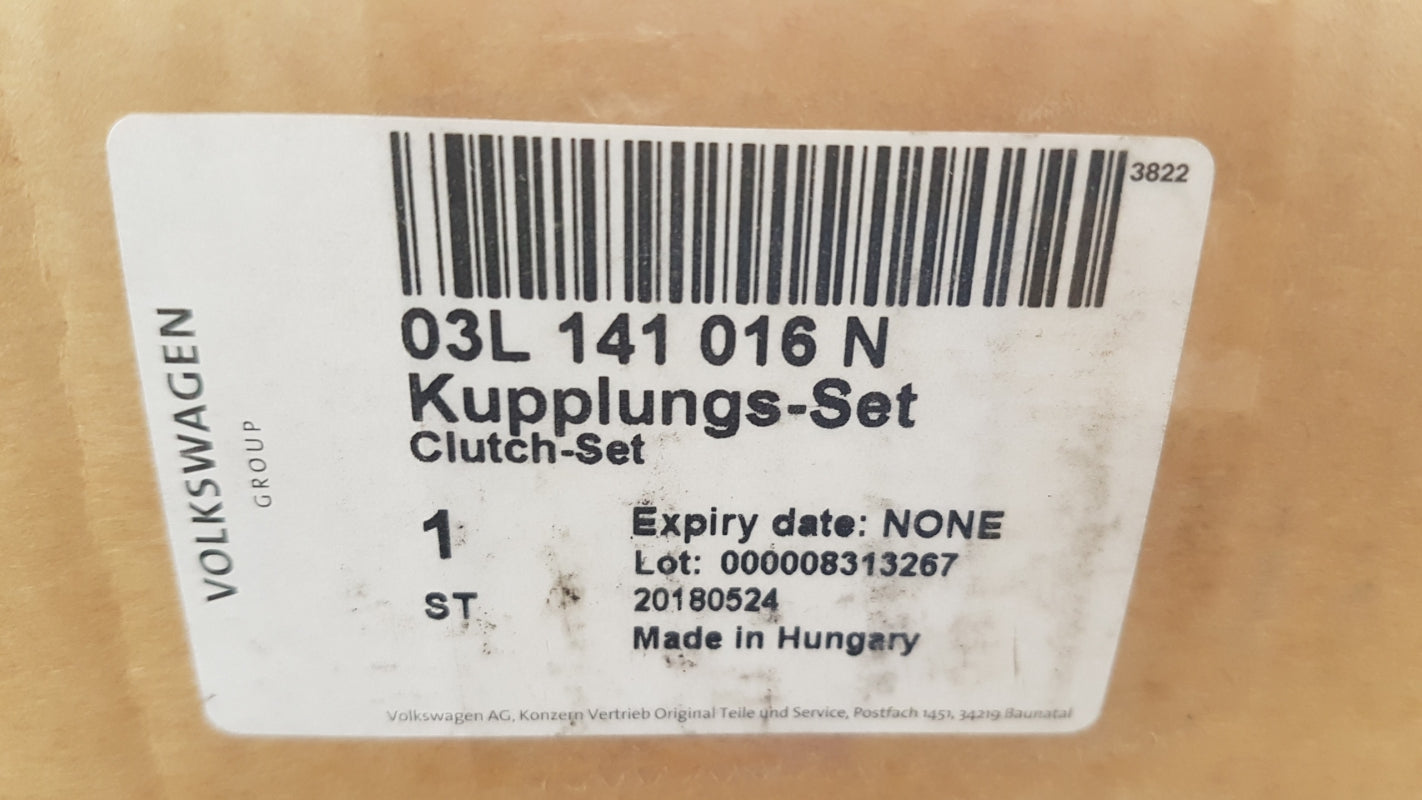 3822
03L 141 016 N
Kupplungs-Set
Clutch-Set
1
ST
Expiry date: NONE
Lot: 000008313267
20180524
Made in Hungary
Volkswagen AG, Konzern Vertrieb Original Teile und Service, Postfach 1451, 34219 Baunatal
VOLKSWAGEN
GROUP